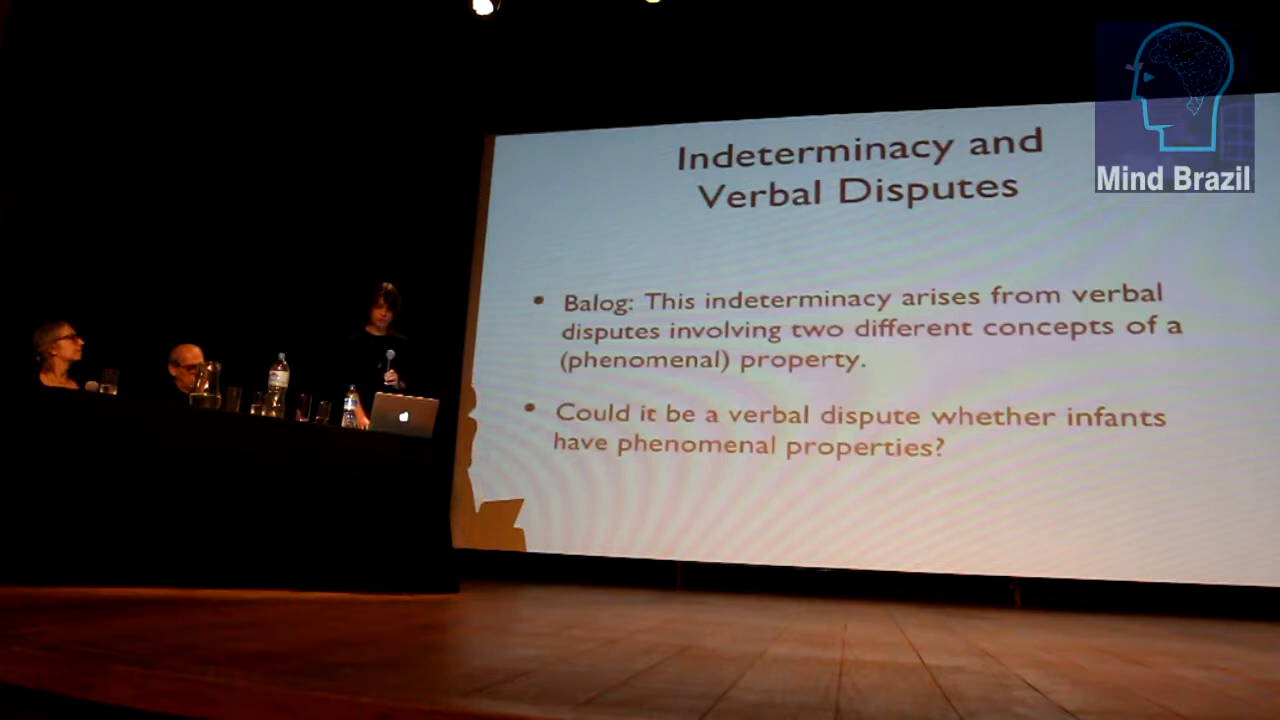 Indeterminacy and
Verbal Disputes
Mind Brazil
• Balog: This indeterminacy arises from verbal
disputes involving two different concepts of a
(phenomenal) property.
• Could it be a verbal dispute whether infants
have phenomenal properties?